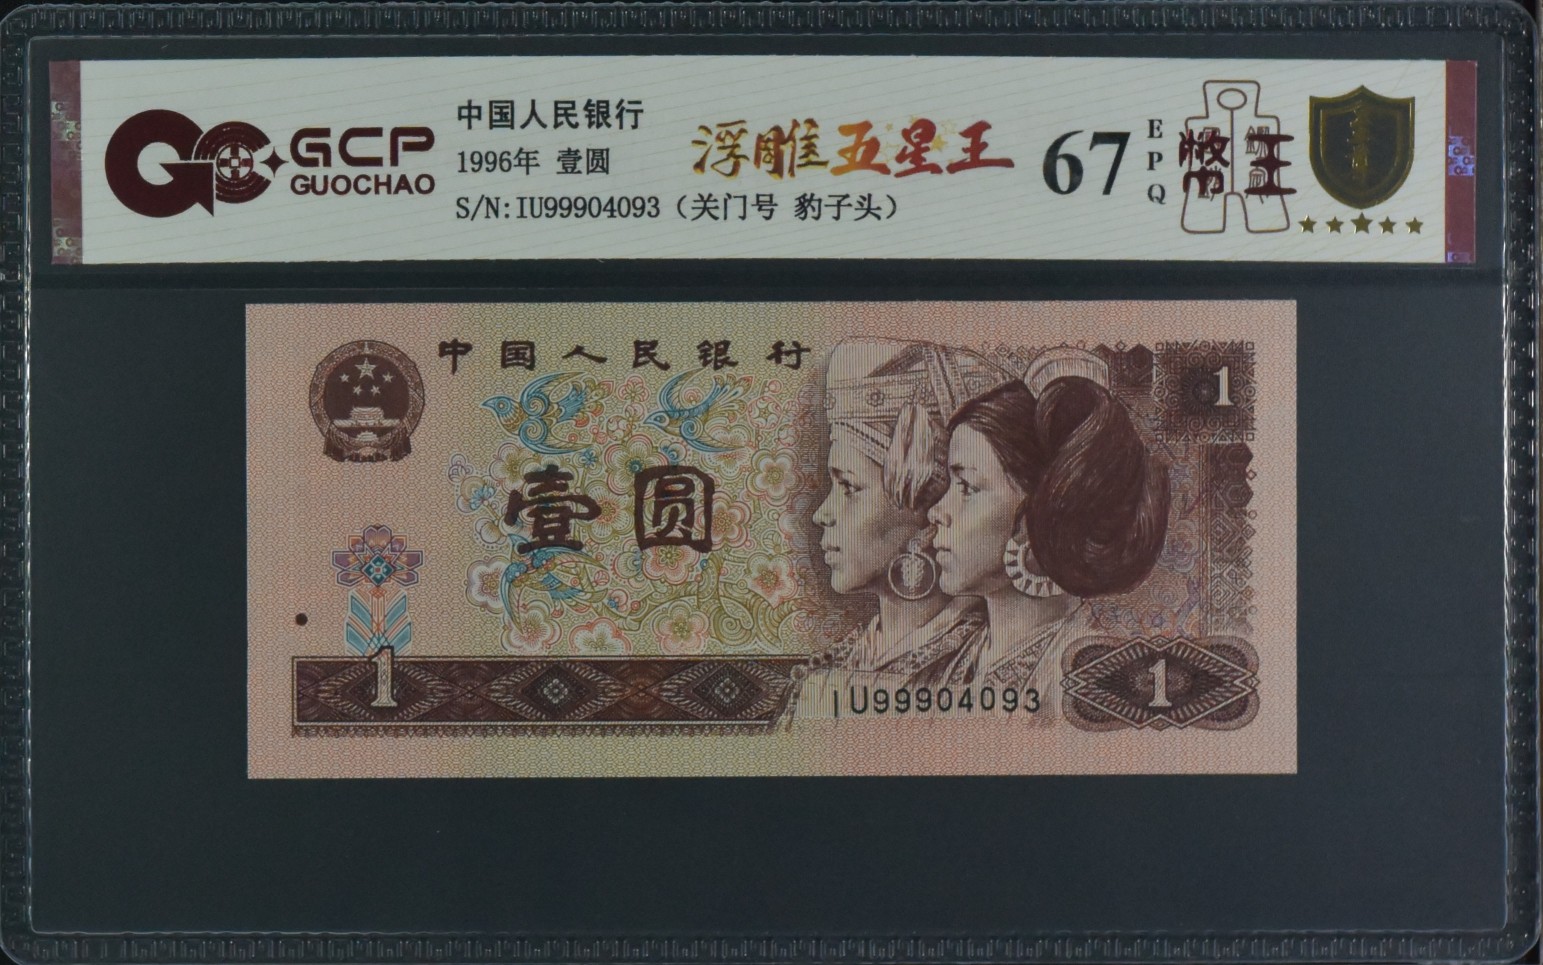 GCP
GUOCHAO
中国人民银行
1996年 壹圆
S/N:IU99904093（关门号 豹子头）
浮雕五星王
67
EPQ
中国人民银行
1
壹圆
1
IU99904093
1